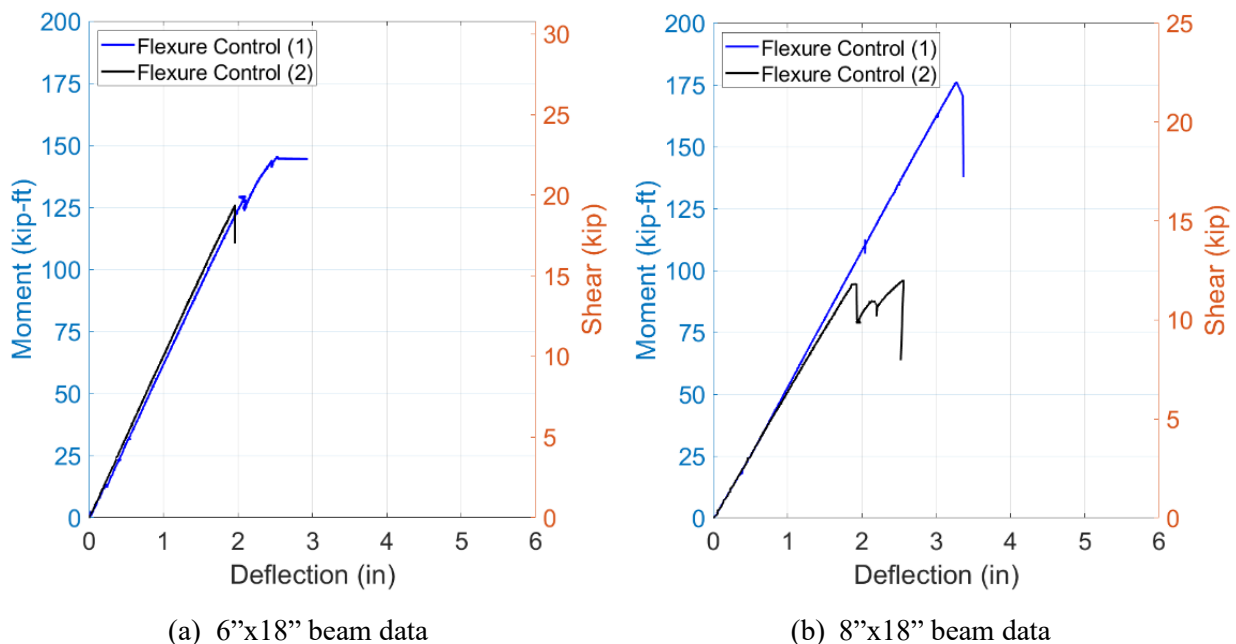 200
175
150
125
100
75
50
25
0
Moment (kip-ft)
Flexure Control (1)
Flexure Control (2)
30
25
20
15
10
5
0
Shear (kip)
0 1 2 3 4 5 6
Deflection (in)
(a) 6”x18” beam data
200
175
150
125
100
75
50
25
0
Moment (kip-ft)
Flexure Control (1)
Flexure Control (2)
25
20
15
10
5
0
Shear (kip)
0 1 2 3 4 5 6
Deflection (in)
(b) 8”x18” beam data